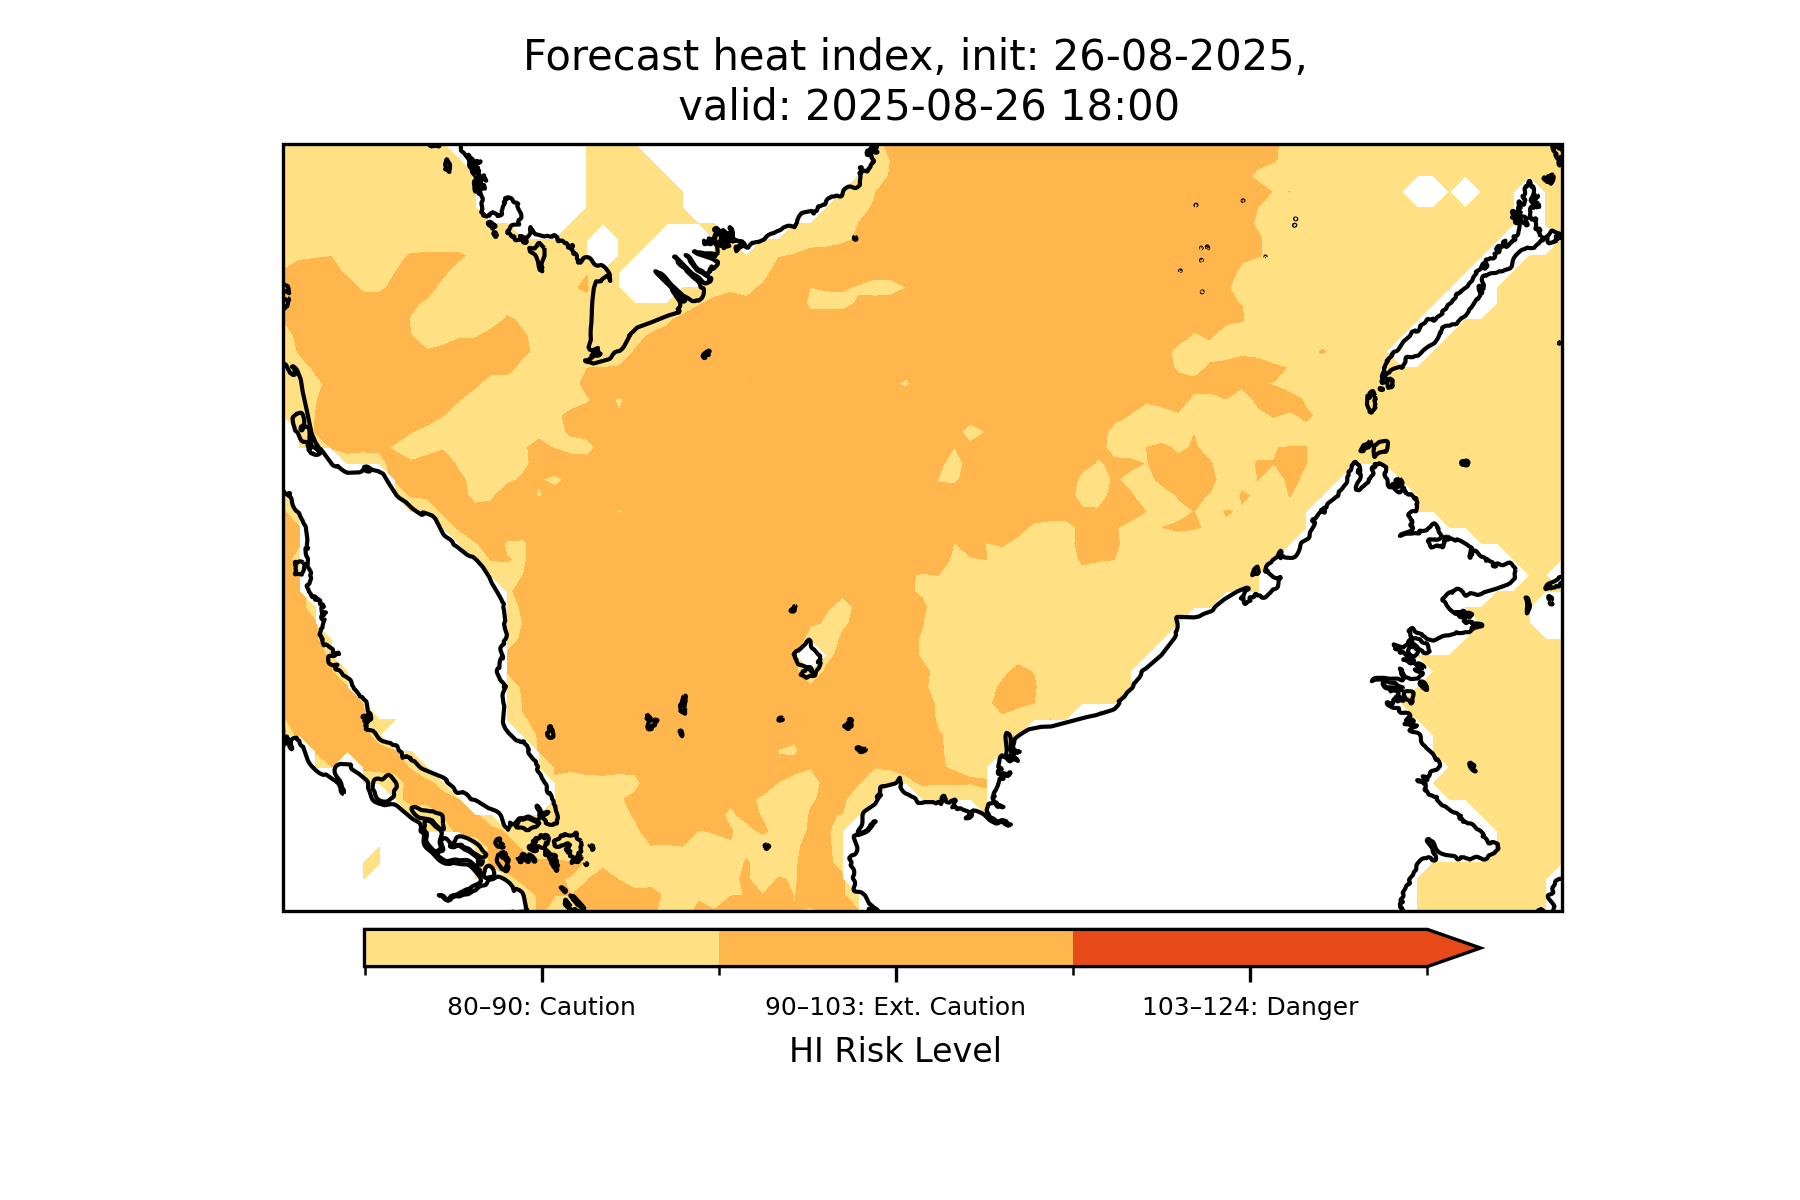 Forecast heat index, init: 26-08-2025,
valid: 2025-08-26 18:00
80–90: Caution
90–103: Ext. Caution
103–124: Danger
HI Risk Level